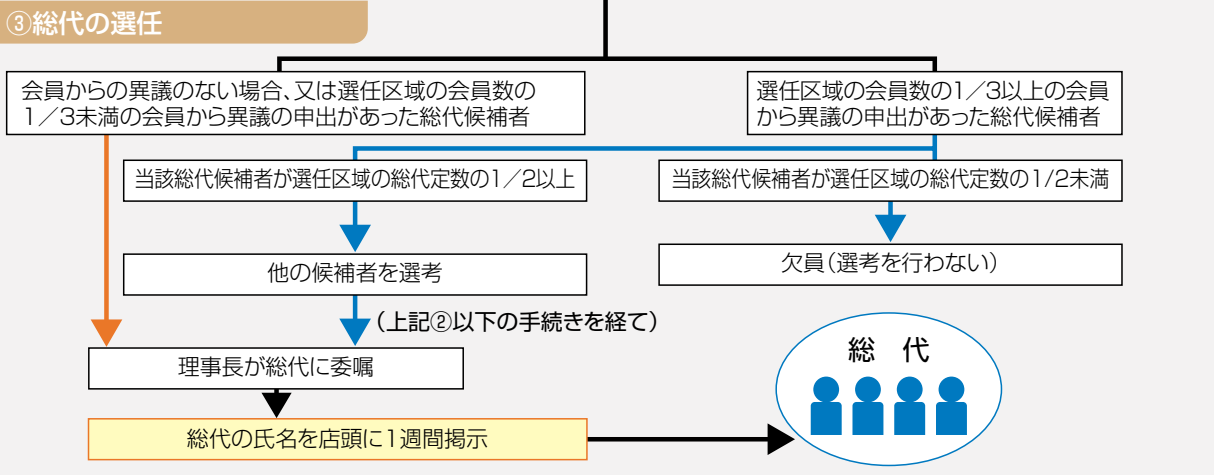 ③総代の選任
会員からの異議のない場合、又は選任区域の会員数の
1／3未満の会員から異議の申出があった総代候補者
選任区域の会員数の1／3以上の会員
から異議の申出があった総代候補者
当該総代候補者が選任区域の総代定数の1／2以上
当該総代候補者が選任区域の総代定数の1/2未満
他の候補者を選考
欠員（選考を行わない）
（上記②以下の手続きを経て）
理事長が総代に委嘱
総代の氏名を店頭に1週間掲示
総　代